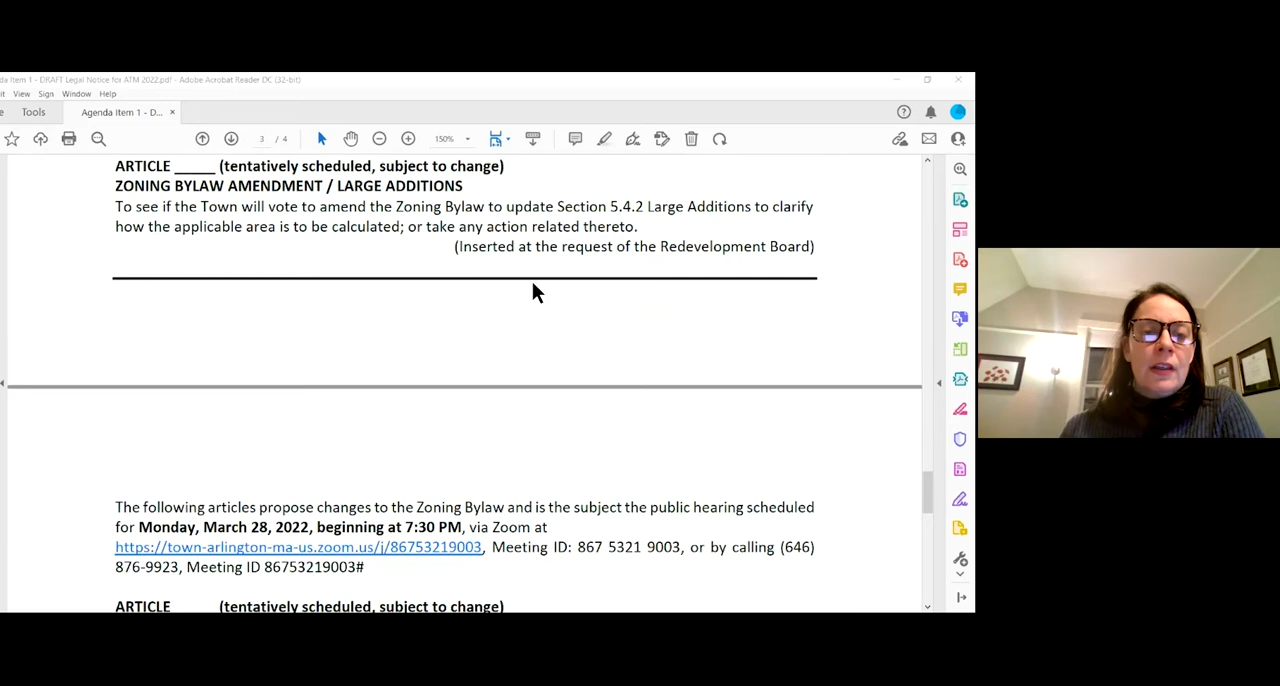 da Item 1 - DRAFT Legal Notice for ATM 2022.pdf - Adobe Acrobat Reader DC (32-bit)
it View Sign Window Help
e Tools Agenda Item 1 - D... ×
3 / 4 150%
ARTICLE _____ (tentatively scheduled, subject to change)
ZONING BYLAW AMENDMENT / LARGE ADDITIONS
To see if the Town will vote to amend the Zoning Bylaw to update Section 5.4.2 Large Additions to clarify
how the applicable area is to be calculated; or take any action related thereto.
(Inserted at the request of the Redevelopment Board)
The following articles propose changes to the Zoning Bylaw and is the subject the public hearing scheduled
for Monday, March 28, 2022, beginning at 7:30 PM, via Zoom at
https://town-arlington-ma-us.zoom.us/j/86753219003, Meeting ID: 867 5321 9003, or by calling (646)
876-9923, Meeting ID 86753219003#
ARTICLE _____ (tentatively scheduled, subject to change)